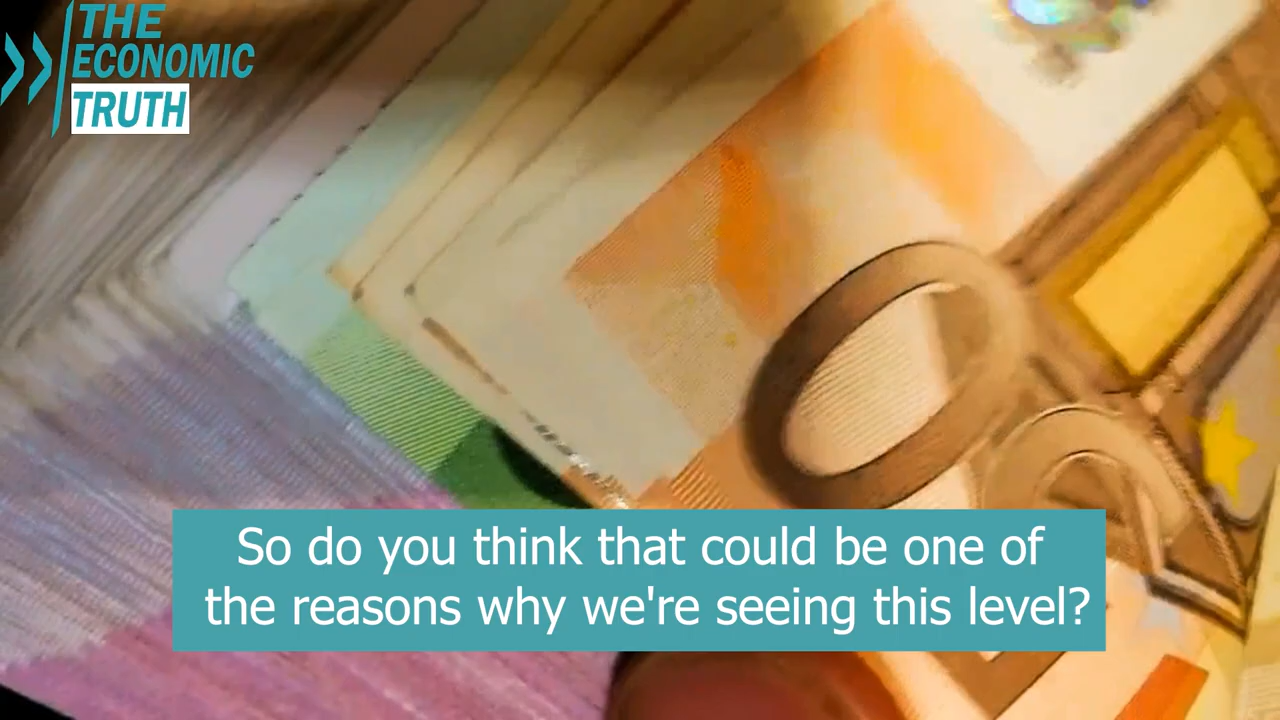 THE
ECONOMIC
TRUTH
So do you think that could be one of
the reasons why we're seeing this level?